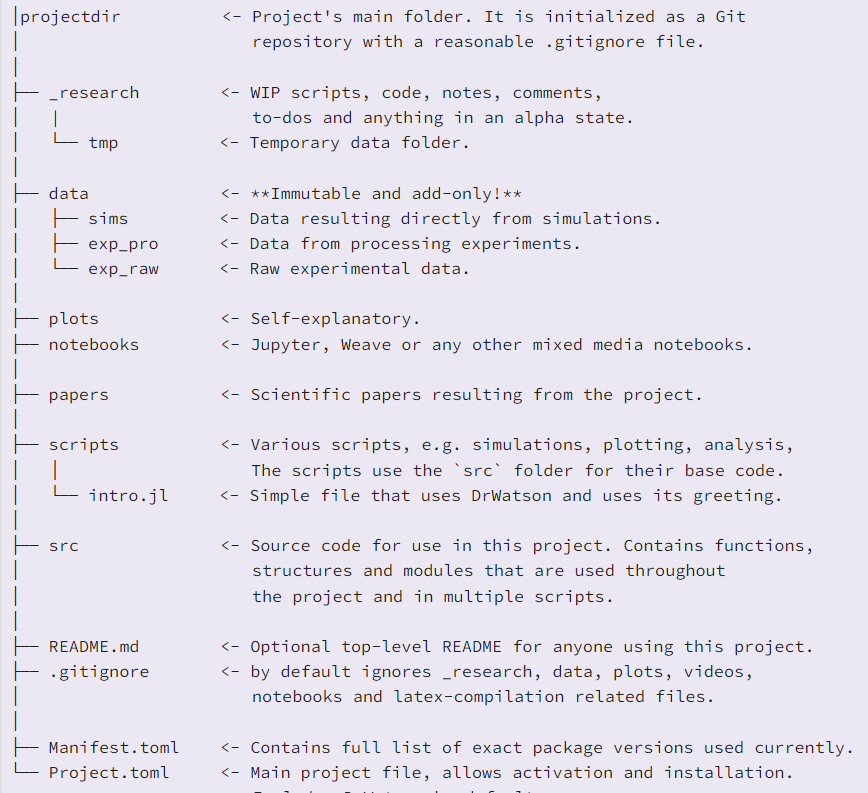 │projectdir          <- Project's main folder. It is initialized as a Git
│                       repository with a reasonable .gitignore file.
│
├── _research        <- WIP scripts, code, notes, comments,
│   |                   to-dos and anything in an alpha state.
│   └── tmp          <- Temporary data folder.
│
├── data             <- **Immutable and add-only!**
│   ├── sims         <- Data resulting directly from simulations.
│   ├── exp_pro      <- Data from processing experiments.
│   └── exp_raw      <- Raw experimental data.
│
├── plots            <- Self-explanatory.
├── notebooks        <- Jupyter, Weave or any other mixed media notebooks.
│
├── papers           <- Scientific papers resulting from the project.
│
├── scripts          <- Various scripts, e.g. simulations, plotting, analysis,
│   │                   The scripts use the `src` folder for their base code.
│   └── intro.jl     <- Simple file that uses DrWatson and uses its greeting.
│
├── src              <- Source code for use in this project. Contains functions,
│                       structures and modules that are used throughout
│                       the project and in multiple scripts.
│
├── README.md        <- Optional top-level README for anyone using this project.
├── .gitignore       <- by default ignores _research, data, plots, videos,
│                       notebooks and latex-compilation related files.
│
├── Manifest.toml    <- Contains full list of exact package versions used currently.
└── Project.toml     <- Main project file, allows activation and installation.